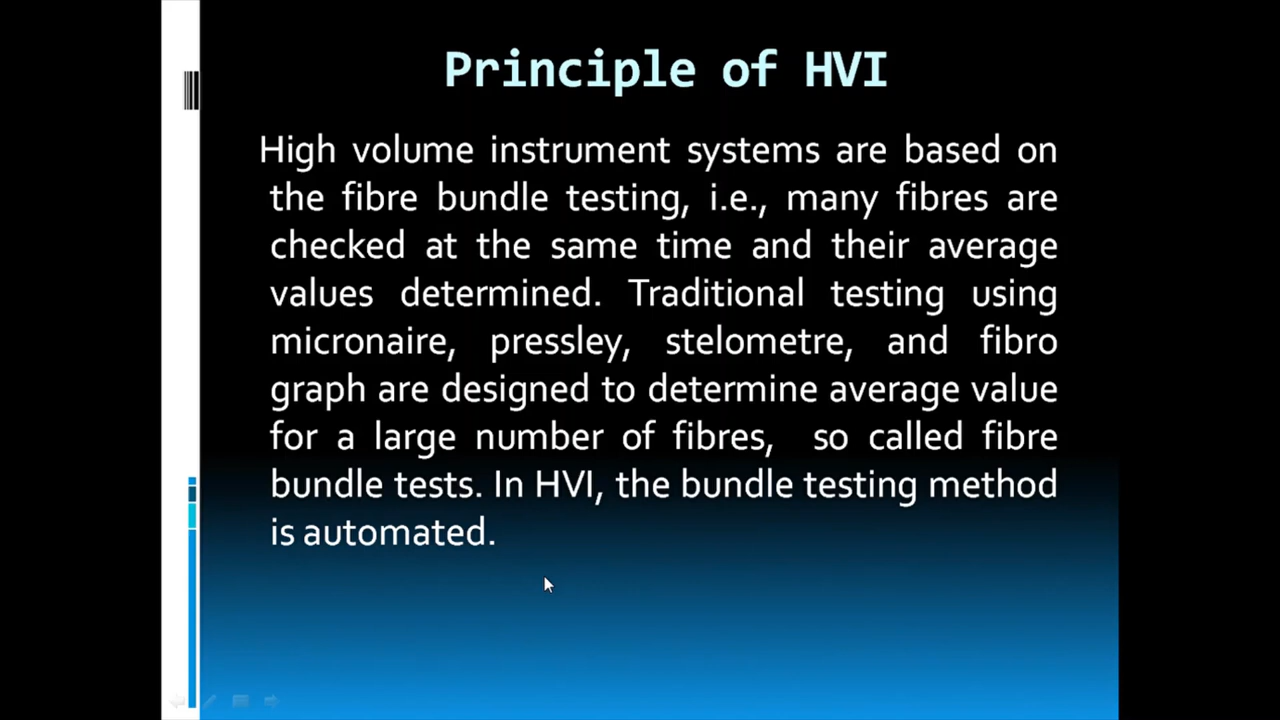 Principle of HVI
High volume instrument systems are based on
the fibre bundle testing, i.e., many fibres are
checked at the same time and their average
values determined. Traditional testing using
micronaire, pressley, stelometre, and fibro
graph are designed to determine average value
for a large number of fibres, so called fibre
bundle tests. In HVI, the bundle testing method
is automated.